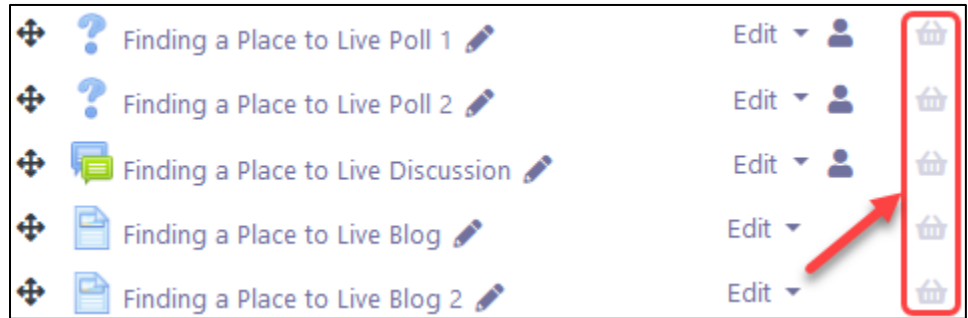 Finding a Place to Live Poll 1 Edit
Finding a Place to Live Poll 2 Edit
Finding a Place to Live Discussion Edit
Finding a Place to Live Blog Edit
Finding a Place to Live Blog 2 Edit